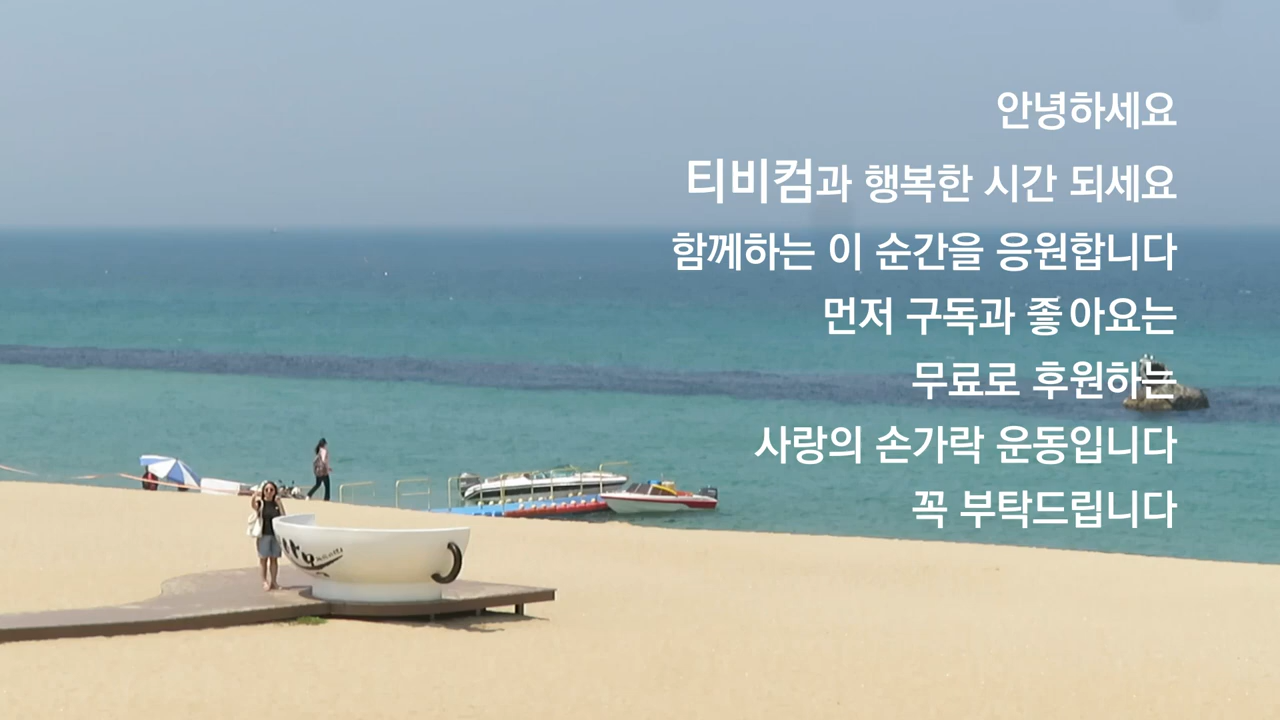 안녕하세요
티비컴과 행복한 시간 되세요
함께하는 이 순간을 응원합니다
먼저 구독과 좋 아요는
무료로 후원하는
사랑의 손가락 운동입니다
꼭 부탁드립니다